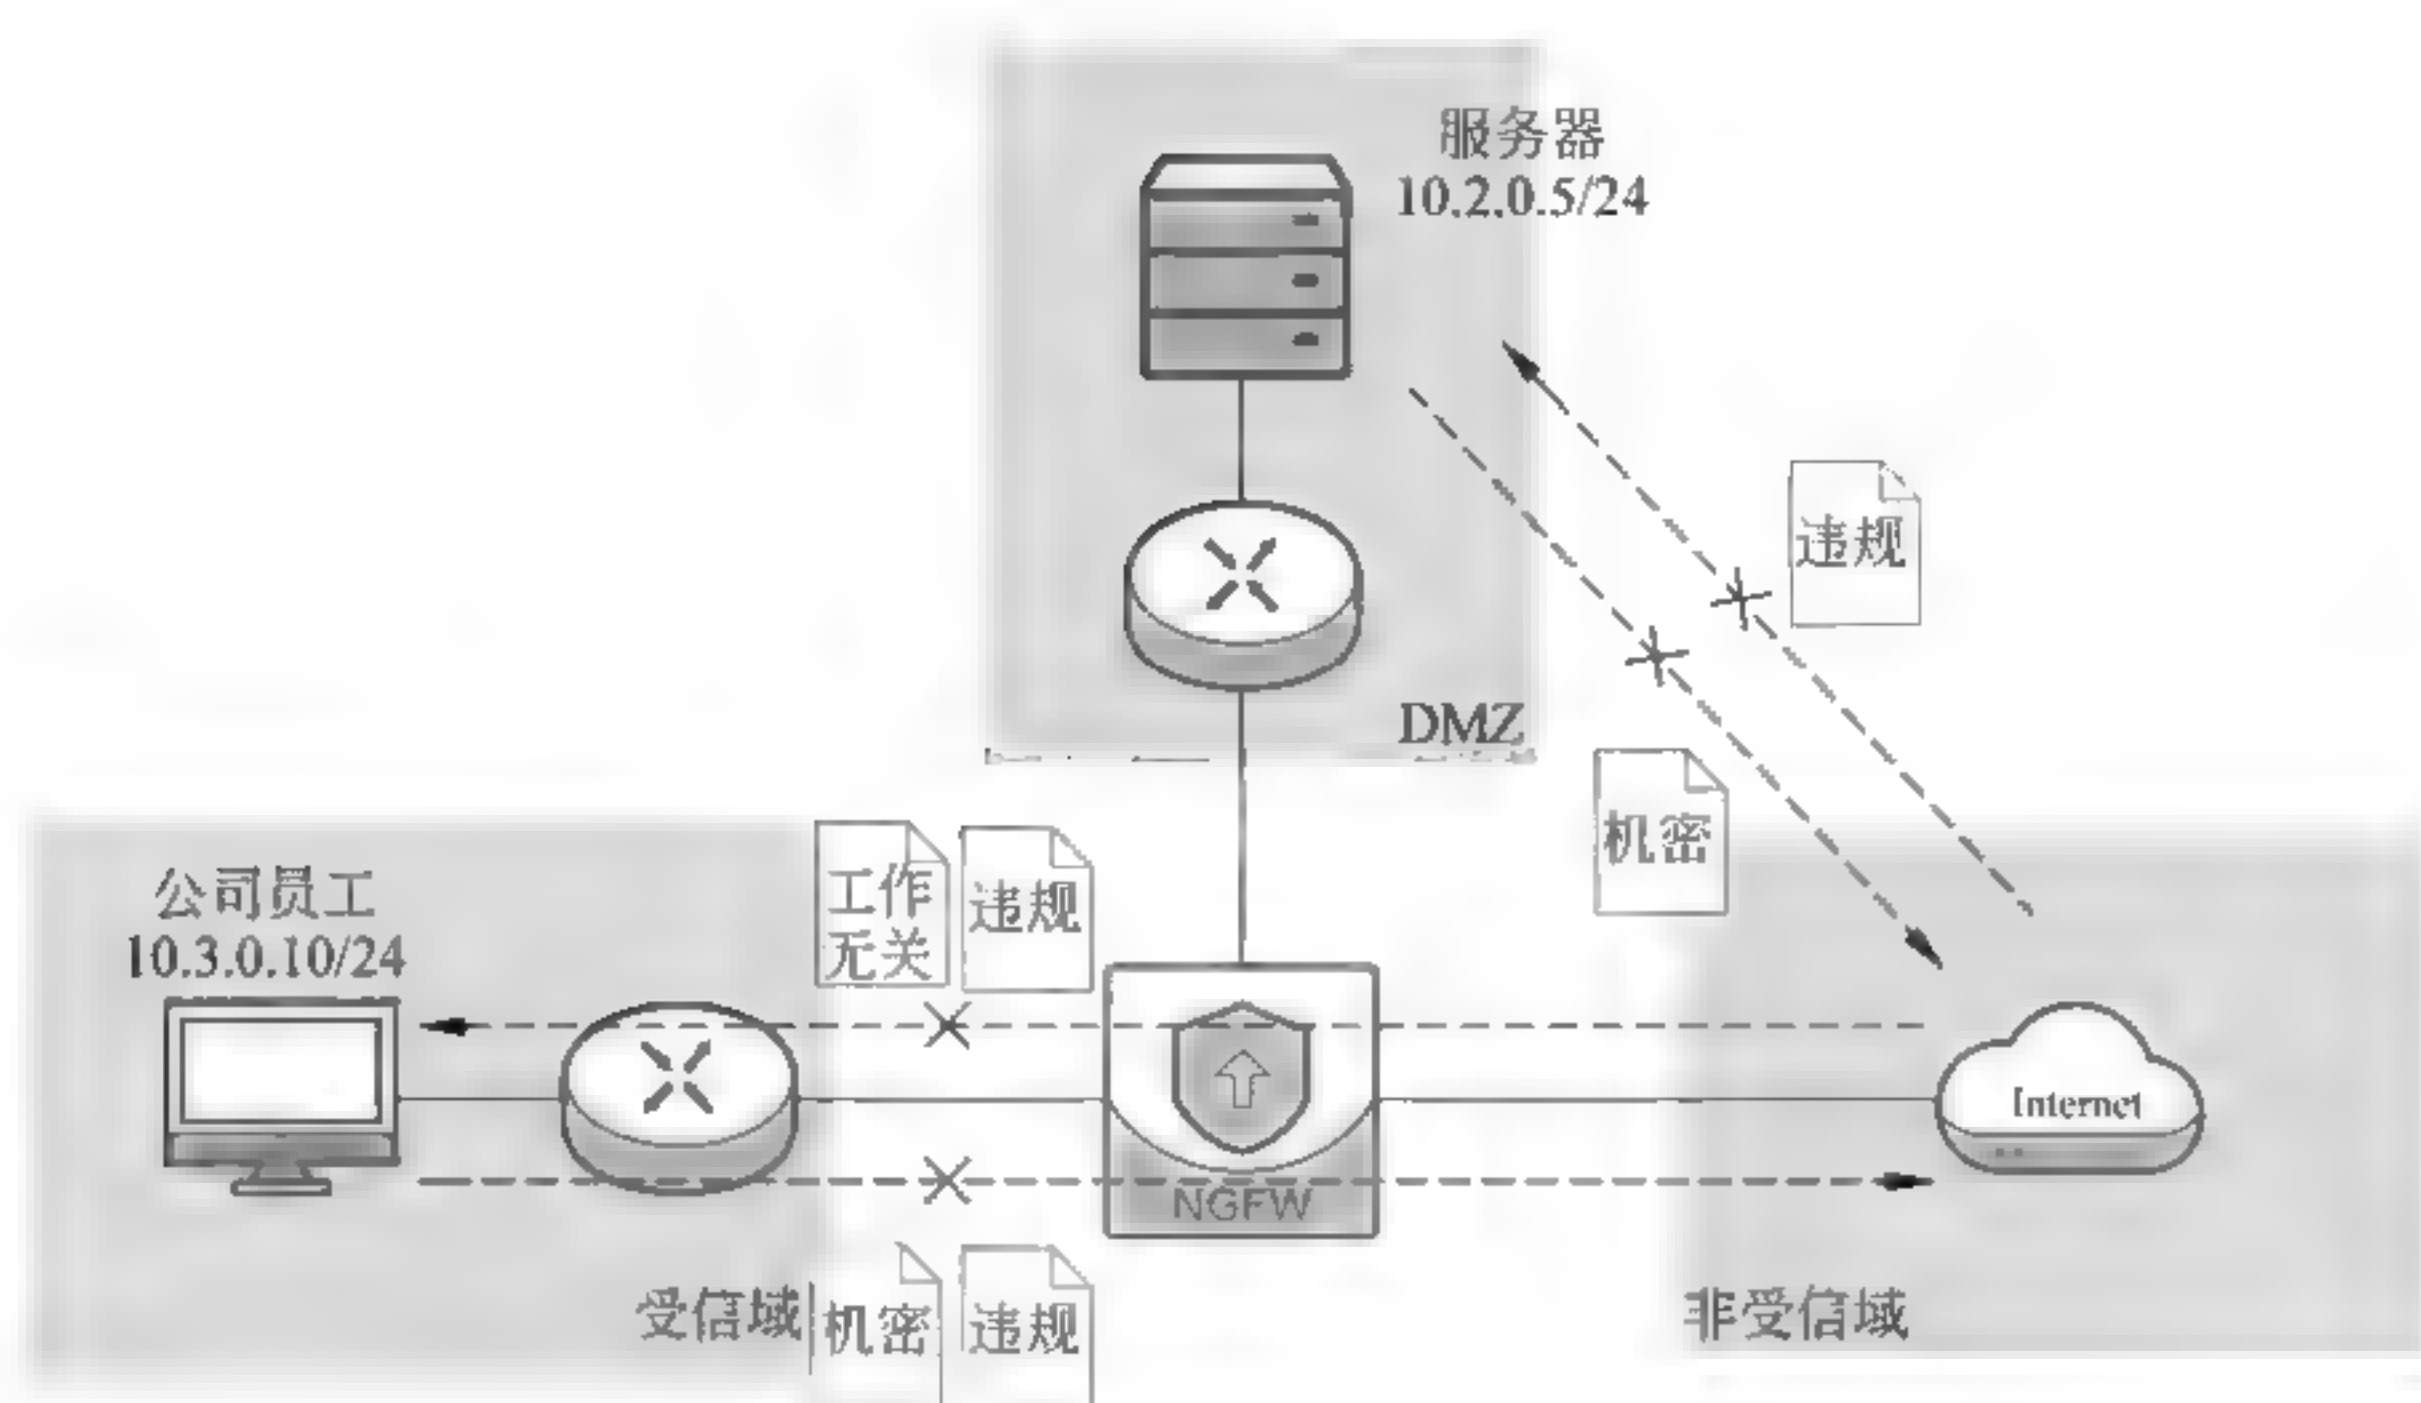 服务器
10.2.0.5/24
违规
DMZ
机密
公司员工
10.3.0.10/24
工作
无关
违规
Internet
NGFW
受信域
机密
违规
非受信域